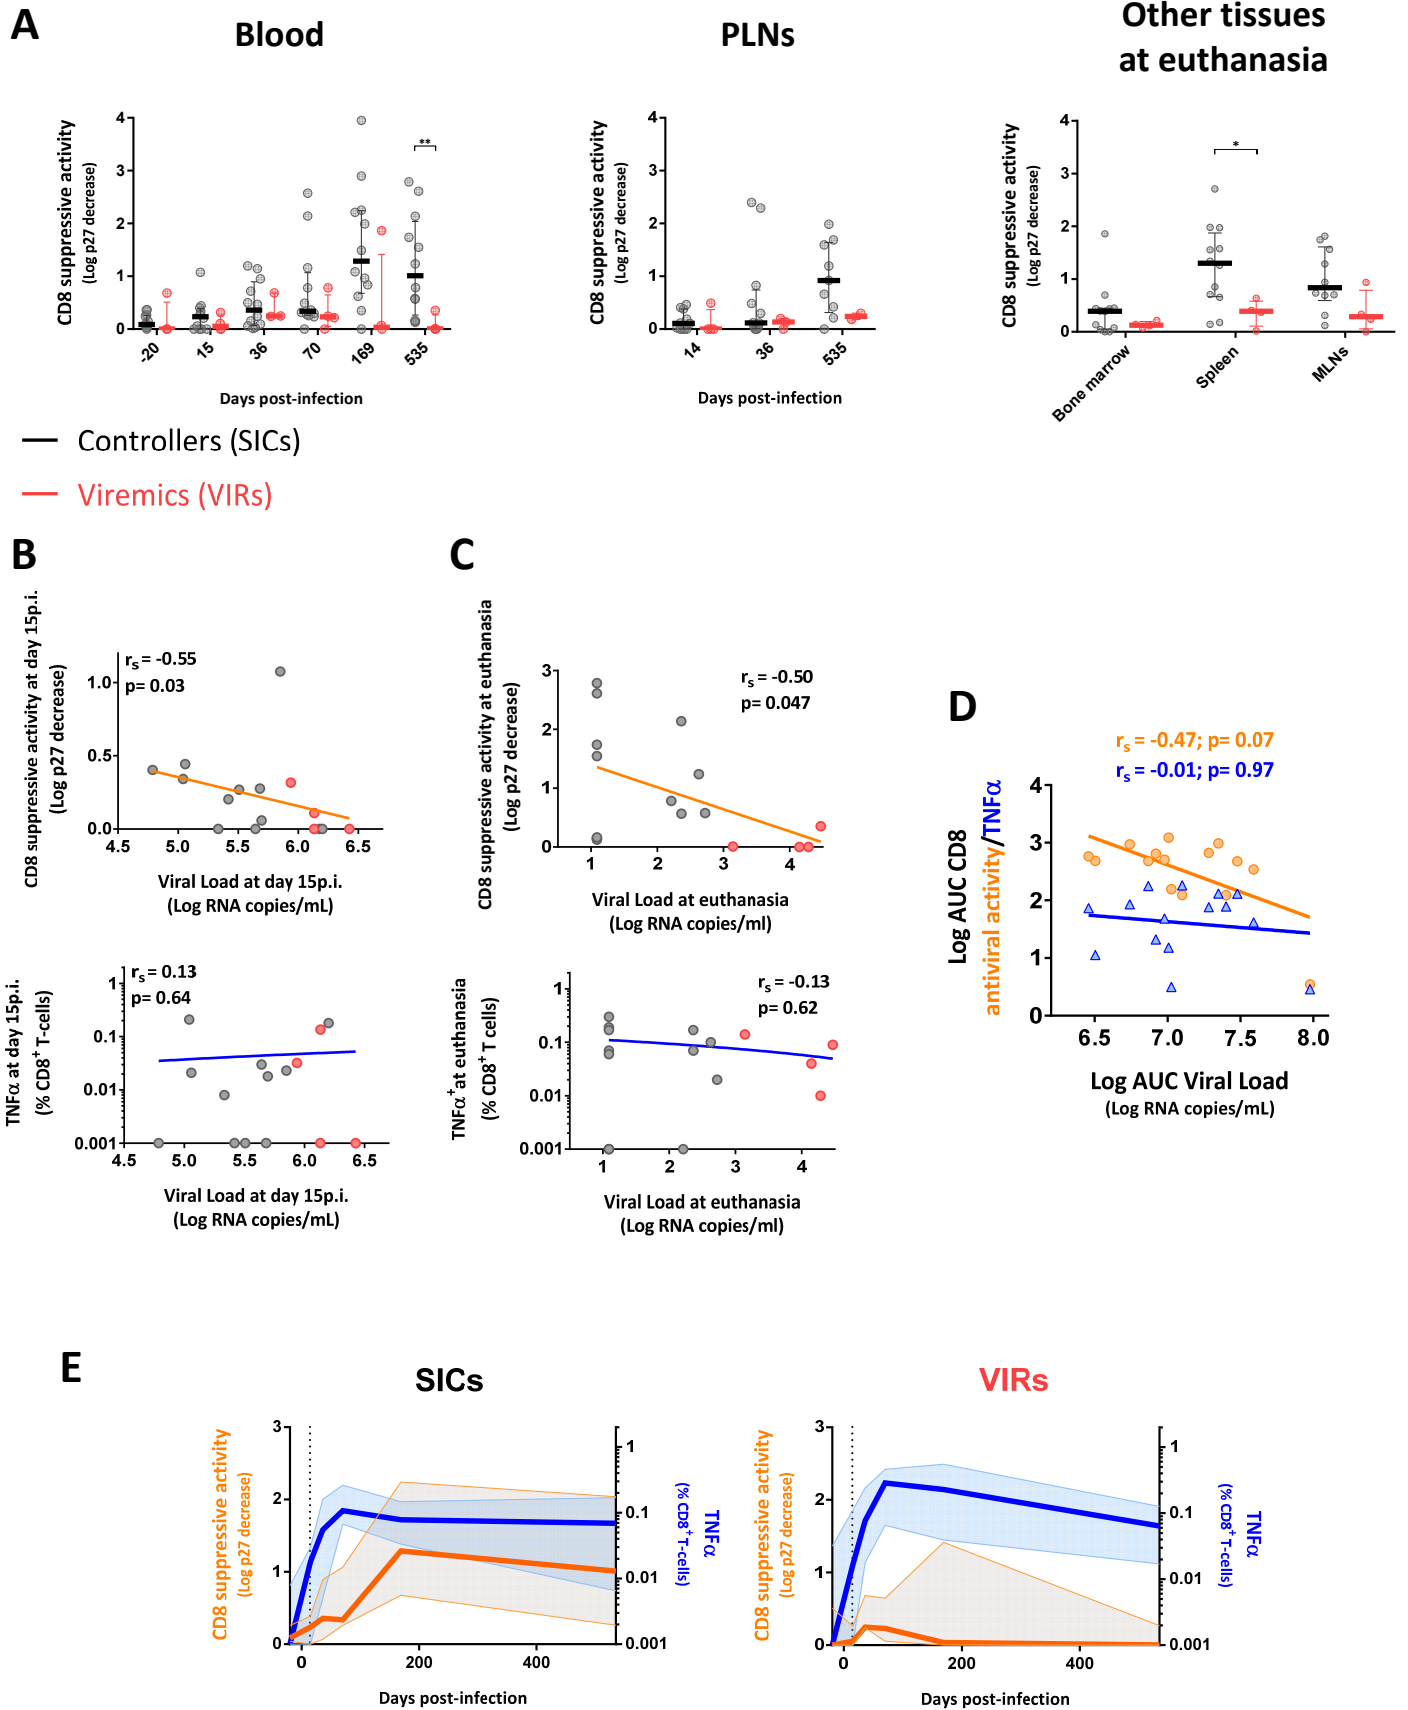 A
Blood
PLNs
Other tissues
at euthanasia
CD8 suppressive activity
(Log p27 decrease)
4
3
2
1
0
**
-20
15
36
70
169
535
Days post-infection
CD8 suppressive activity
(Log p27 decrease)
4
3
2
1
0
14
36
535
Days post-infection
CD8 suppressive activity
(Log p27 decrease)
4
3
2
1
0
*
Bone marrow
Spleen
MLNs
Controllers (SICs)
Viremics (VIRs)
B
CD8 suppressive activity at day 15p.i.
(Log p27 decrease)
rs = -0.55
p= 0.03
1.0
0.5
0.0
4.5 5.0 5.5 6.0 6.5
Viral Load at day 15p.i.
(Log RNA copies/mL)
TNFα at day 15p.i.
(% CD8+ T-cells)
rs = 0.13
p= 0.64
1
0.1
0.01
0.001
4.5 5.0 5.5 6.0 6.5
Viral Load at day 15p.i.
(Log RNA copies/mL)
C
CD8 suppressive activity at euthanasia
(Log p27 decrease)
rs = -0.50
p= 0.047
3
2
1
0
1 2 3 4
Viral Load at euthanasia
(Log RNA copies/ml)
TNFα+ at euthanasia
(% CD8+ T cells)
rs = -0.13
p= 0.62
1
0.1
0.01
0.001
1 2 3 4
Viral Load at euthanasia
(Log RNA copies/ml)
D
rs = -0.47; p= 0.07
rs = -0.01; p= 0.97
Log AUC CD8
antiviral activity/TNFα
4
3
2
1
0
6.5 7.0 7.5 8.0
Log AUC Viral Load
(Log RNA copies/mL)
E
SICs
CD8 suppressive activity
(Log p27 decrease)
3
2
1
0
1
0.1
0.01
0.001
TNFα
(% CD8+ T-cells)
0 200 400
Days post-infection
VIRs
CD8 suppressive activity
(Log p27 decrease)
3
2
1
0
1
0.1
0.01
0.001
TNFα
(% CD8+ T-cells)
0 200 400
Days post-infection